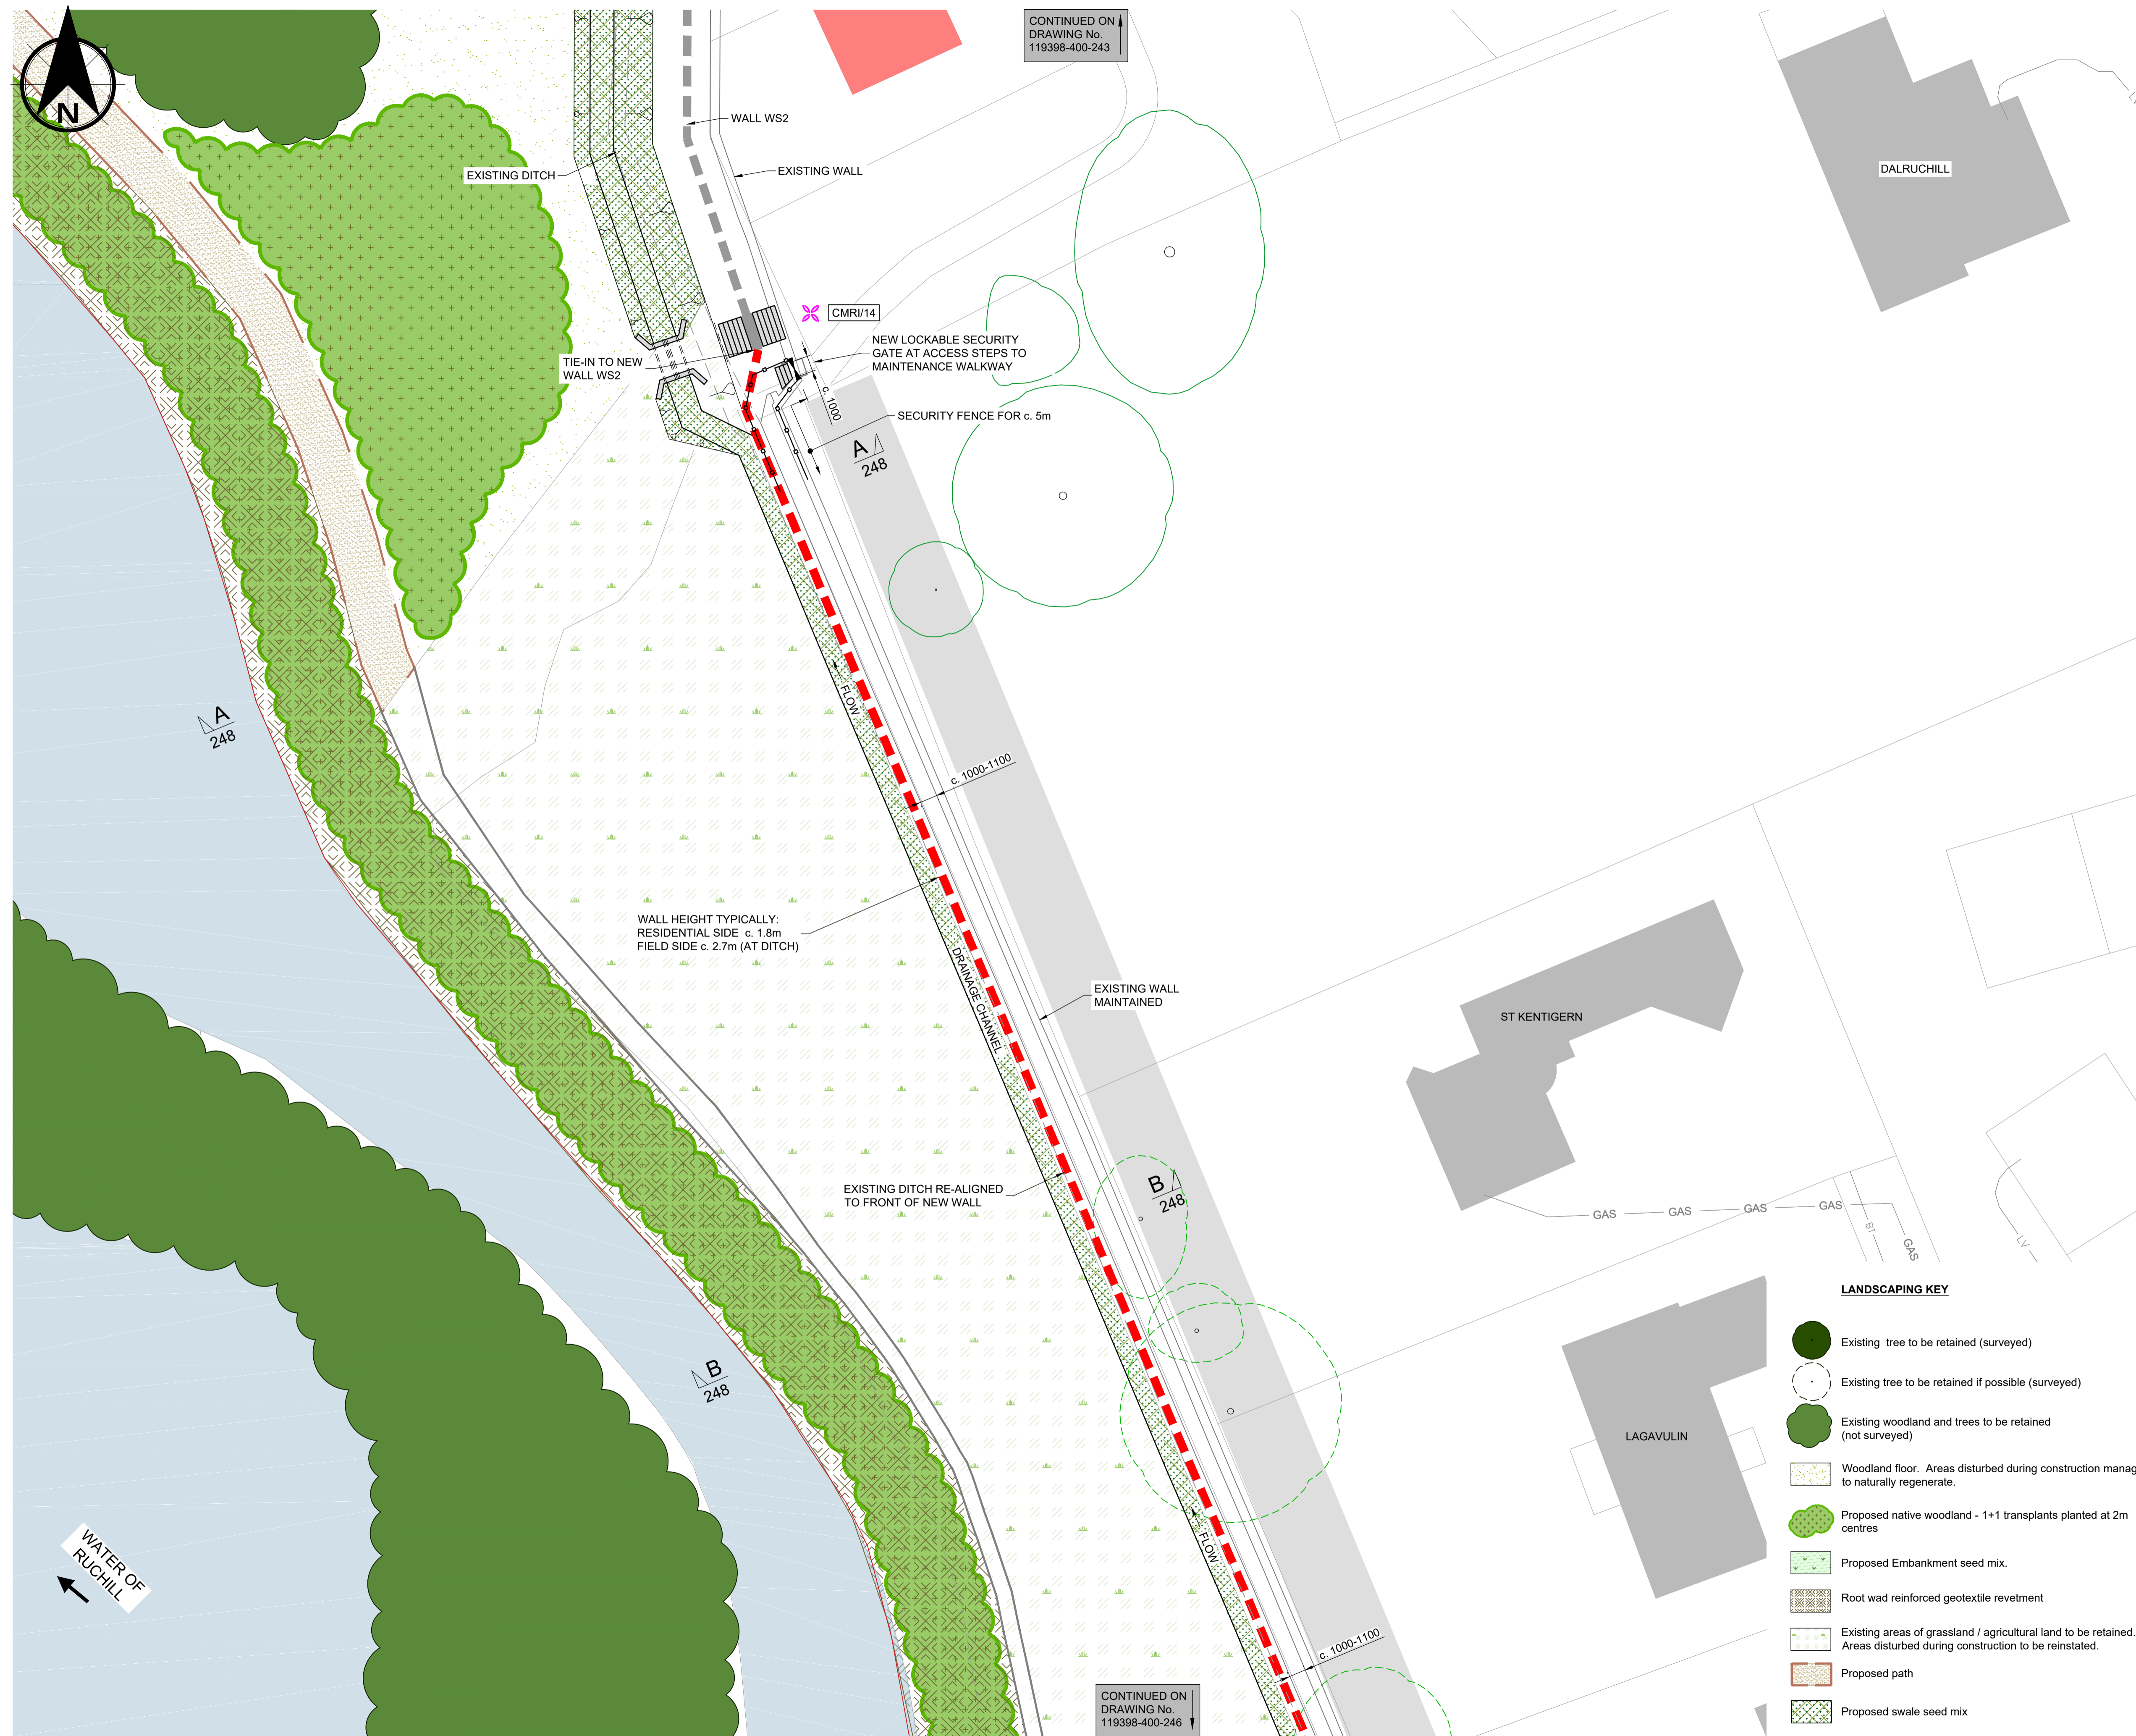 N
CONTINUED ON
DRAWING No.
119398-400-243
WALL WS2
EXISTING DITCH
EXISTING WALL
DALRUCHILL
CMRI/14
NEW LOCKABLE SECURITY
GATE AT ACCESS STEPS TO
MAINTENANCE WALKWAY
TIE-IN TO NEW
WALL WS2
c. 1000
SECURITY FENCE FOR c. 5m
A
248
FLOW
A
248
c. 1000-1100
WALL HEIGHT TYPICALLY:
RESIDENTIAL SIDE c. 1.8m
FIELD SIDE c. 2.7m (AT DITCH)
DRAINAGE CHANNEL
EXISTING WALL
MAINTAINED
ST KENTIGERN
EXISTING DITCH RE-ALIGNED
TO FRONT OF NEW WALL
B
248
GAS GAS GAS GAS
GAS
BT
LV
B
248
LAGAVULIN
FLOW
WATER OF
RUCHILL
c. 1000-1100
CONTINUED ON
DRAWING No.
119398-400-246
LANDSCAPING KEY
Existing tree to be retained (surveyed)
Existing tree to be retained if possible (surveyed)
Existing woodland and trees to be retained
(not surveyed)
Woodland floor. Areas disturbed during construction manag
to naturally regenerate.
Proposed native woodland - 1+1 transplants planted at 2m
centres
Proposed Embankment seed mix.
Root wad reinforced geotextile revetment
Existing areas of grassland / agricultural land to be retained.
Areas disturbed during construction to be reinstated.
Proposed path
Proposed swale seed mix